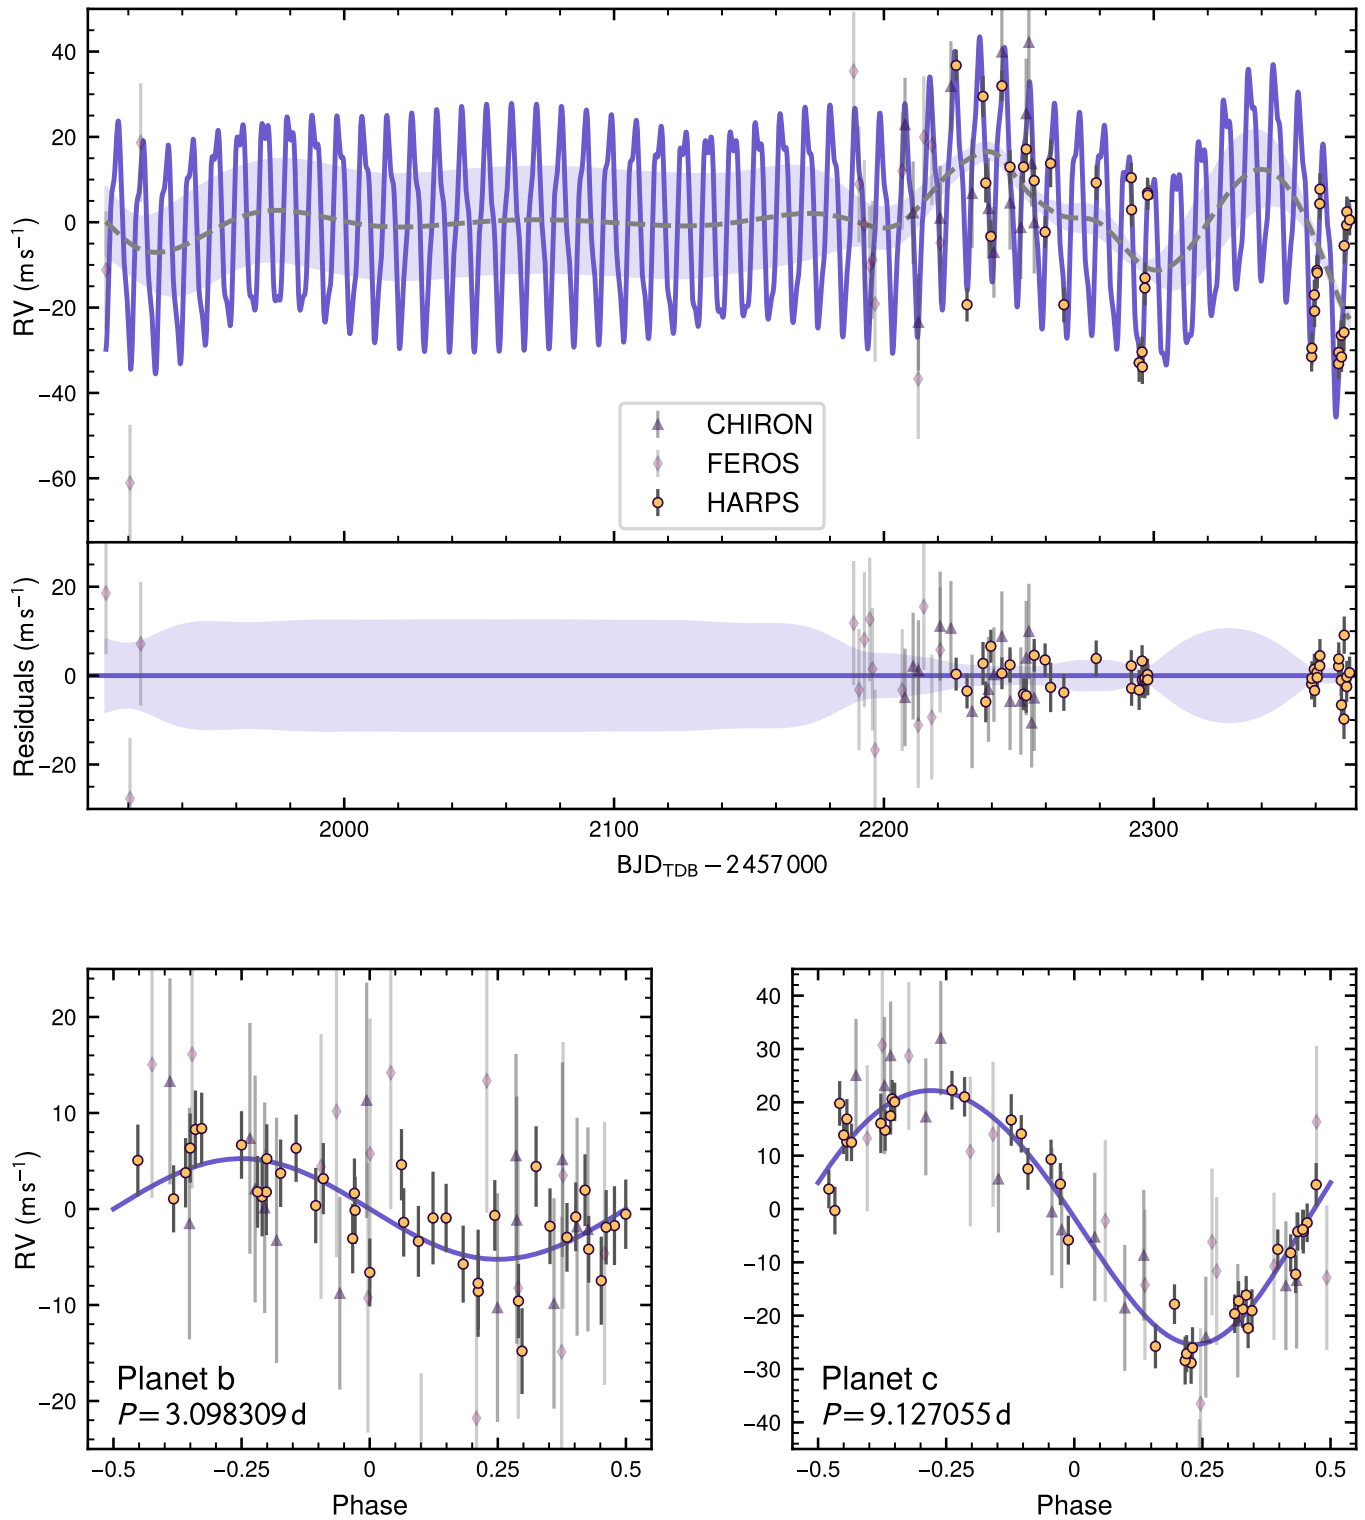 40
20
0
−20
−40
−60
RV (m s⁻¹)
CHIRON
FEROS
HARPS
20
0
−20
Residuals (m s⁻¹)
2000 2100 2200 2300
BJD_TDB − 2 457 000
20
10
0
−10
−20
RV (m s⁻¹)
Planet b
P = 3.098309 d
−0.5 −0.25 0 0.25 0.5
Phase
40
30
20
10
0
−10
−20
−30
−40
Planet c
P = 9.127055 d
−0.5 −0.25 0 0.25 0.5
Phase